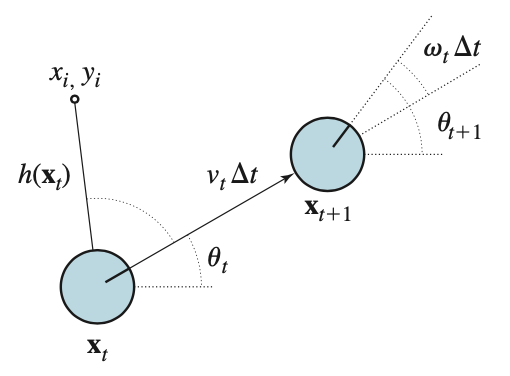 ω_t Δt
x_i, y_i
θ_{t+1}
h(x_t)
v_t Δt
x_{t+1}
θ_t
x_t